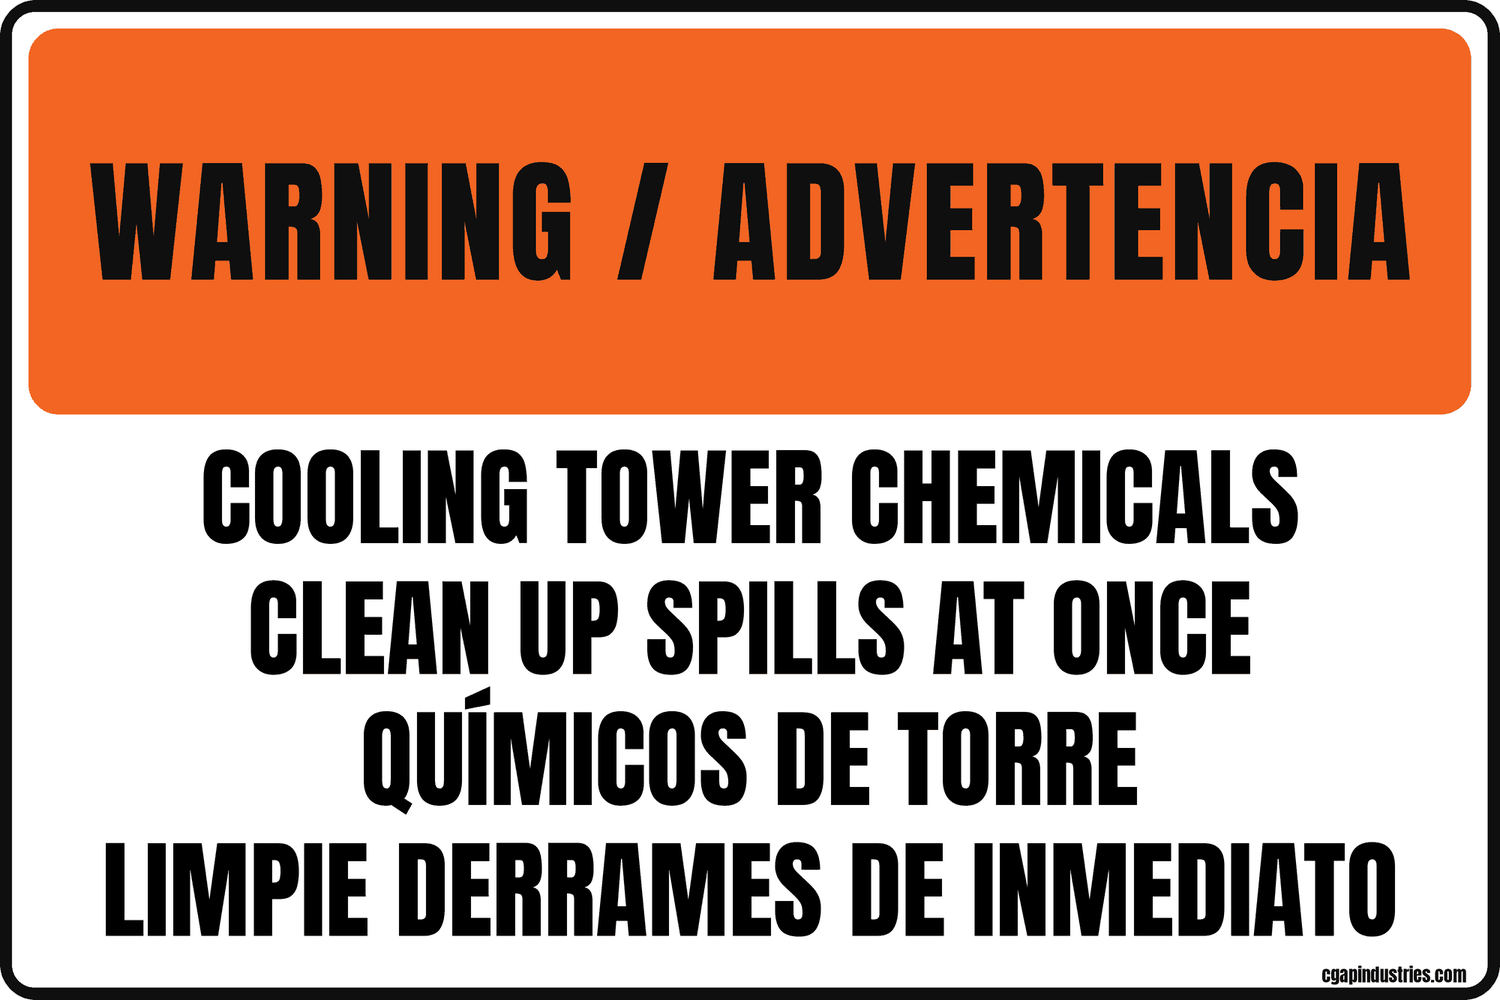 WARNING / ADVERTENCIA
COOLING TOWER CHEMICALS
CLEAN UP SPILLS AT ONCE
QUÍMICOS DE TORRE
LIMPIE DERRAMES DE INMEDIATO
cgapindustries.com